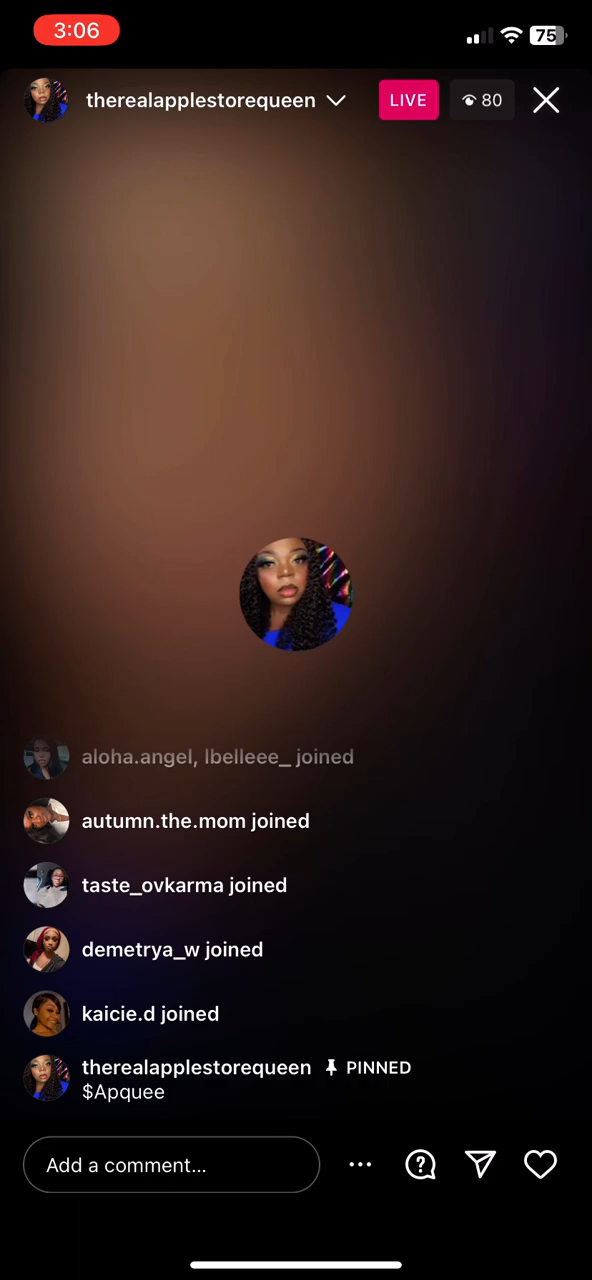 3:06
75
therealapplestorequeen
LIVE
80
aloha.angel, lbelleee_ joined
autumn.the.mom joined
taste_ovkarma joined
demetrya_w joined
kaicie.d joined
therealapplestorequeen PINNED
$Apquee
Add a comment...